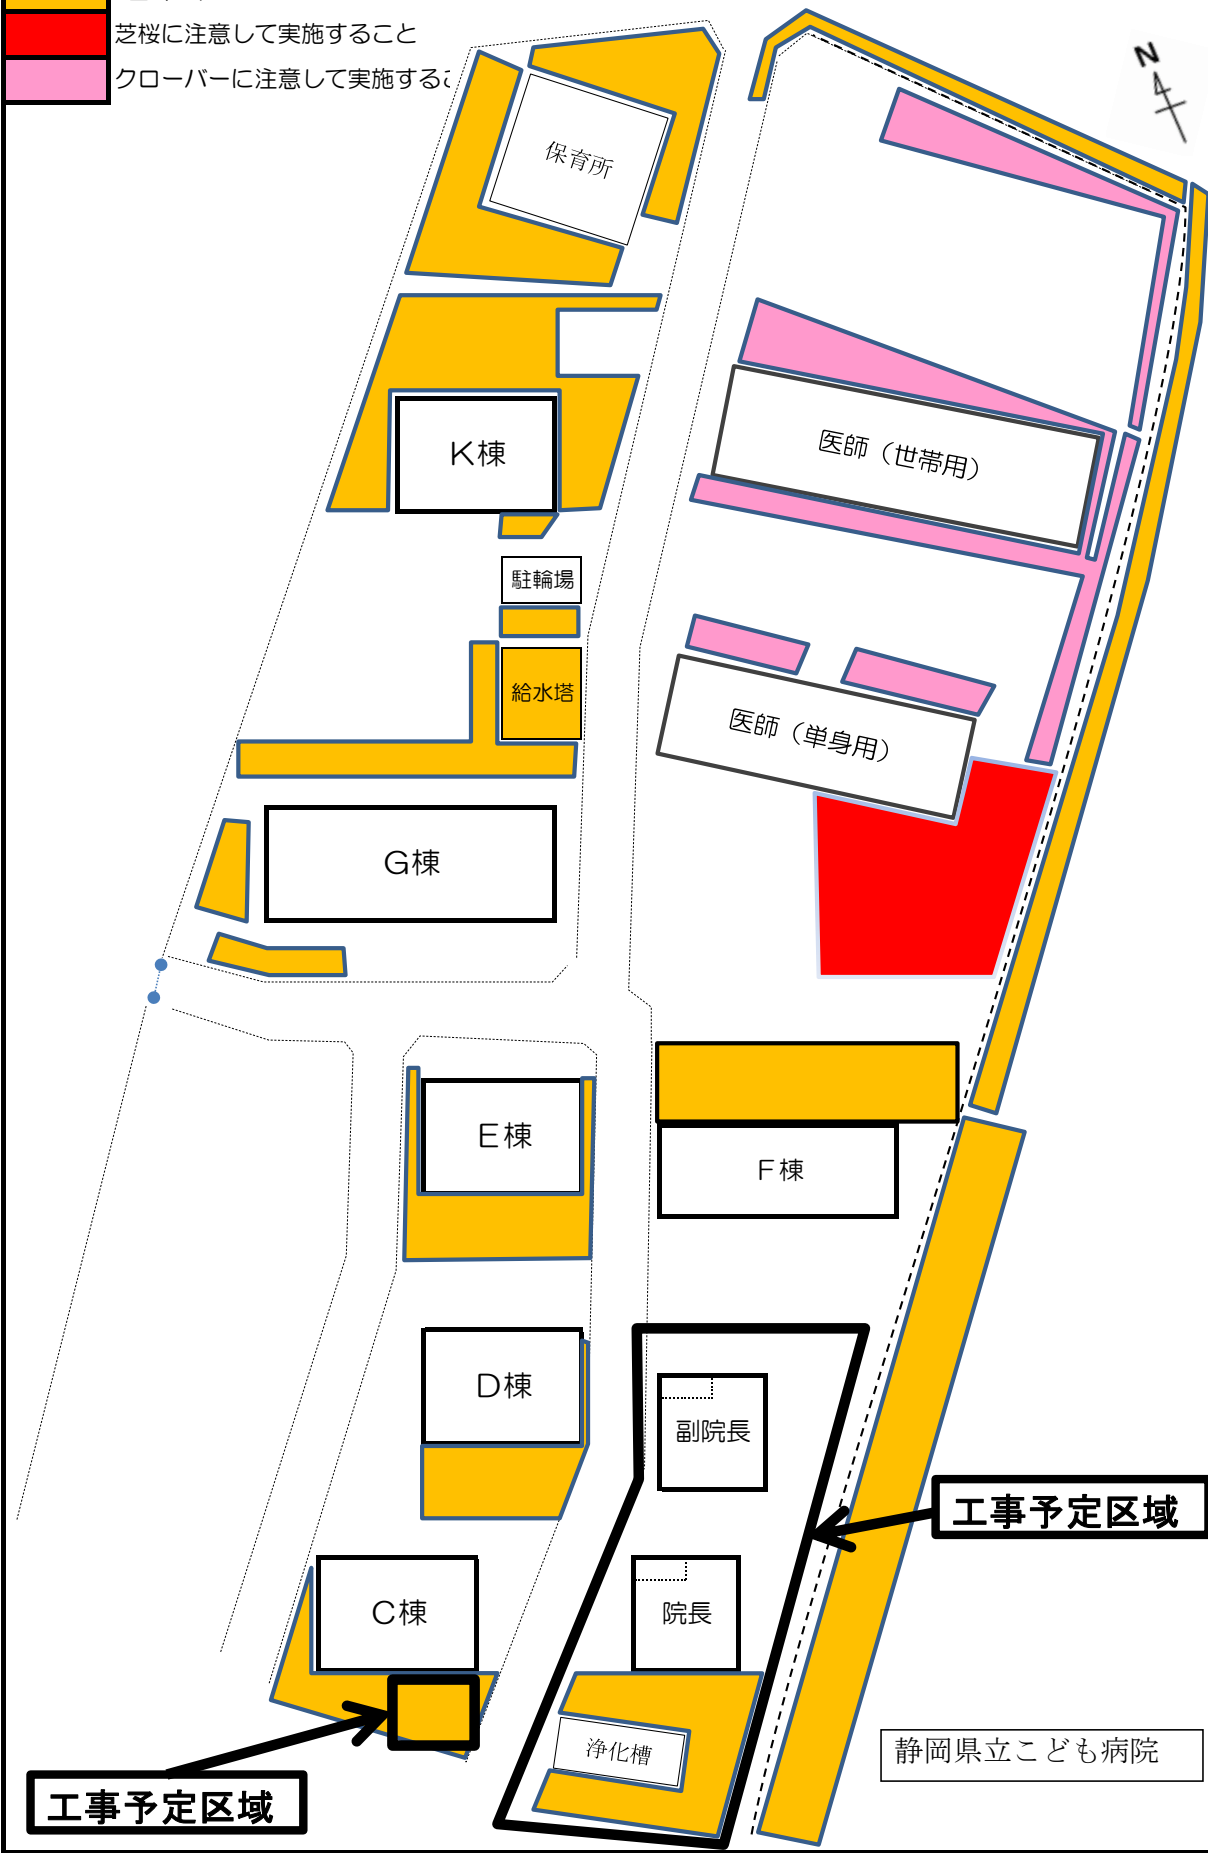 芝桜に注意して実施すること
クローバーに注意して実施する
N
保育所
K棟
医師（世帯用）
駐輪場
給水塔
医師（単身用）
G棟
E棟
F棟
D棟
副院長
工事予定区域
C棟
院長
浄化槽
静岡県立こども病院
工事予定区域